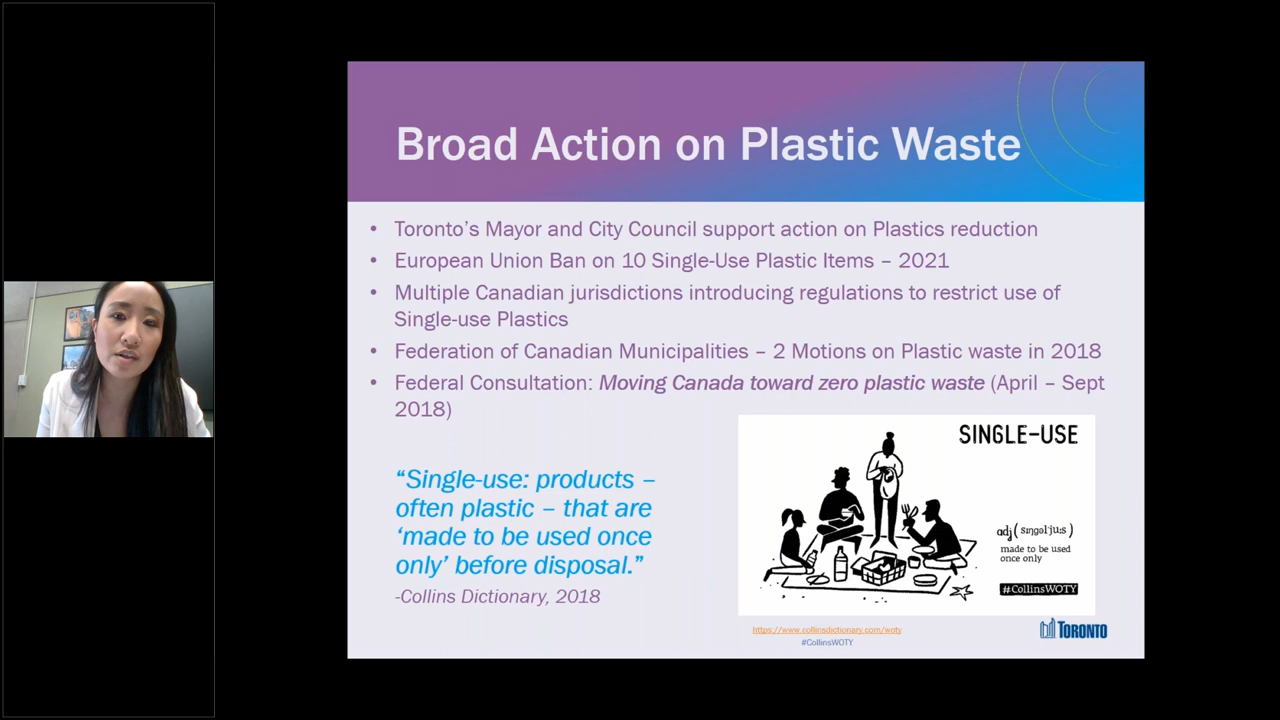 Broad Action on Plastic Waste
• Toronto's Mayor and City Council support action on Plastics reduction
• European Union Ban on 10 Single-Use Plastic Items – 2021
• Multiple Canadian jurisdictions introducing regulations to restrict use of
Single-use Plastics
• Federation of Canadian Municipalities – 2 Motions on Plastic waste in 2018
• Federal Consultation: Moving Canada toward zero plastic waste (April – Sept
2018)
“Single-use: products –
often plastic – that are
‘made to be used once
only’ before disposal.”
-Collins Dictionary, 2018
SINGLE-USE
adj (sɪŋɡəlˈjuːs)
made to be used
once only
#CollinsWOTY
https://www.collinsdictionary.com/woty
#CollinsWOTY
TORONTO